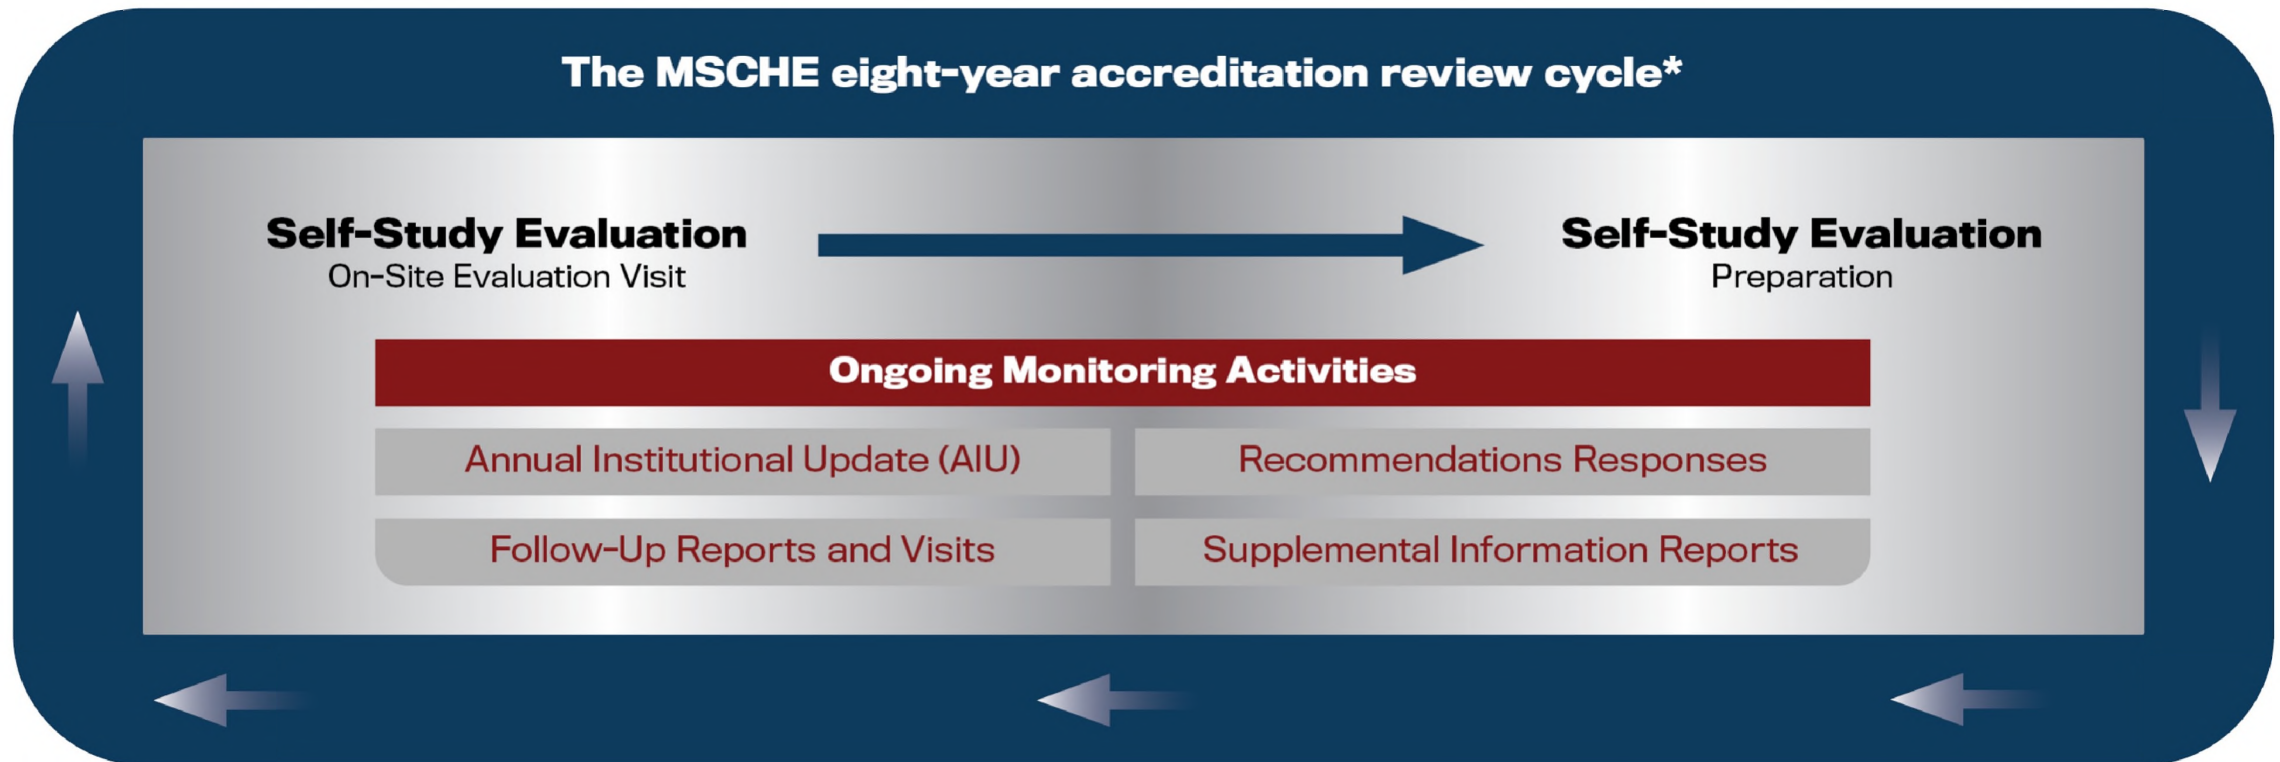 The MSCHE eight-year accreditation review cycle*
Self-Study Evaluation
On-Site Evaluation Visit
Self-Study Evaluation
Preparation
Ongoing Monitoring Activities
Annual Institutional Update (AIU)
Recommendations Responses
Follow-Up Reports and Visits
Supplemental Information Reports